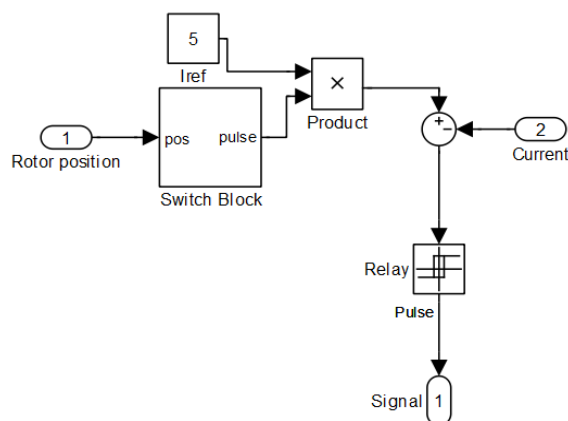 5
Iref
×
Product
1
Rotor position
pos
pulse
Switch Block
+
−
2
Current
Relay
Pulse
Signal
1